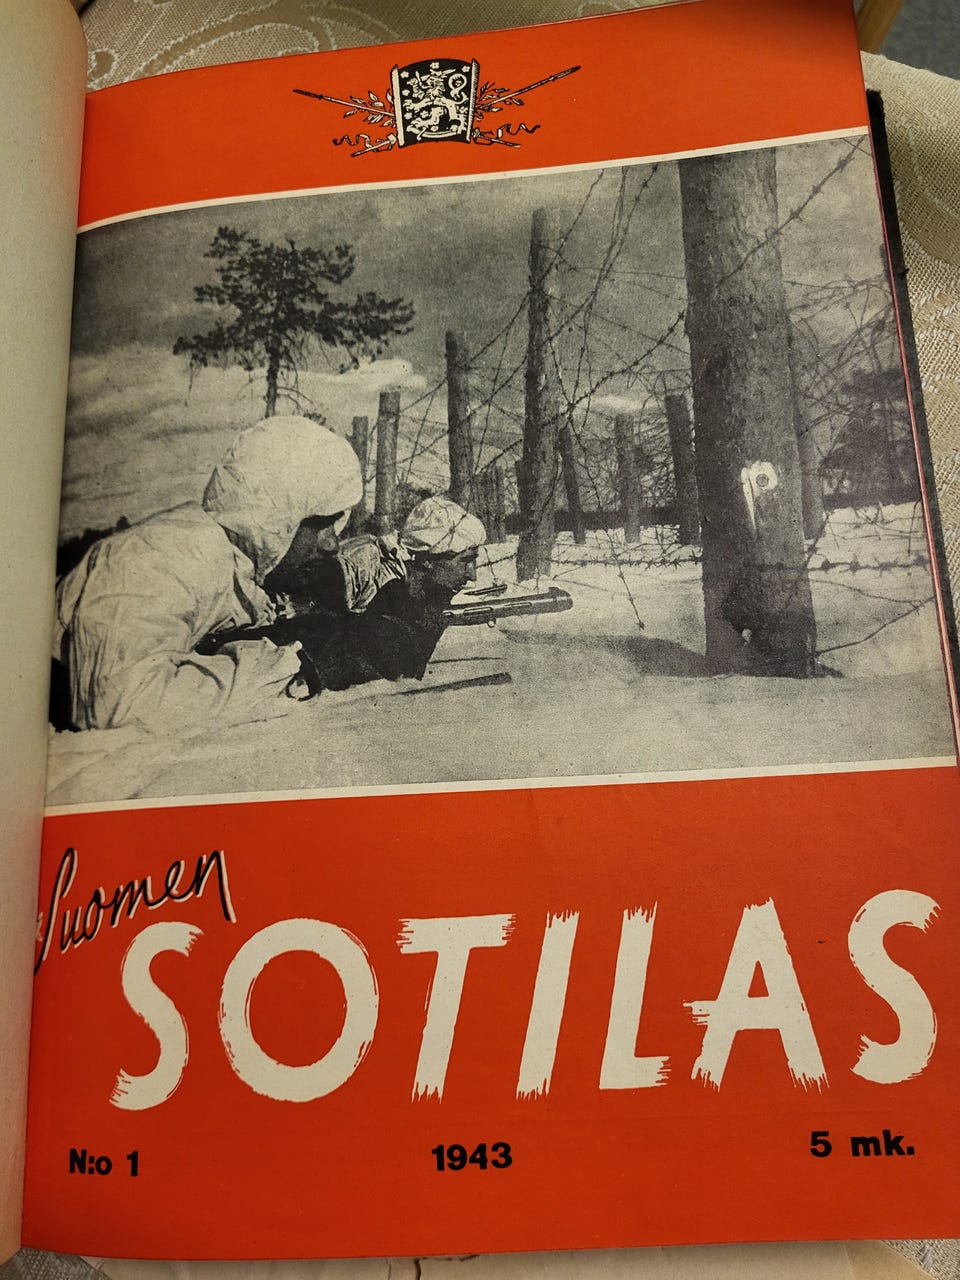 Suomen
SOTILAS
N:o 1 1943 5 mk.